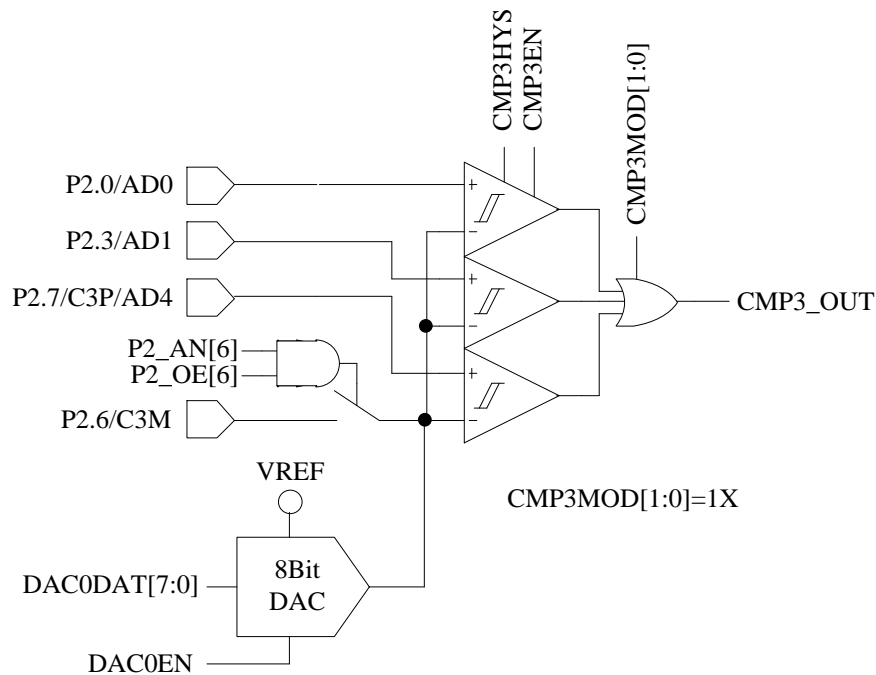 CMP3HYS
CMP3EN
CMP3MOD[1:0]
P2.0/AD0
+
-
P2.3/AD1
+
P2.7/C3P/AD4
-
CMP3_OUT
P2_AN[6]
P2_OE[6]
+
P2.6/C3M
-
VREF
CMP3MOD[1:0]=1X
DAC0DAT[7:0]
8Bit
DAC
DAC0EN